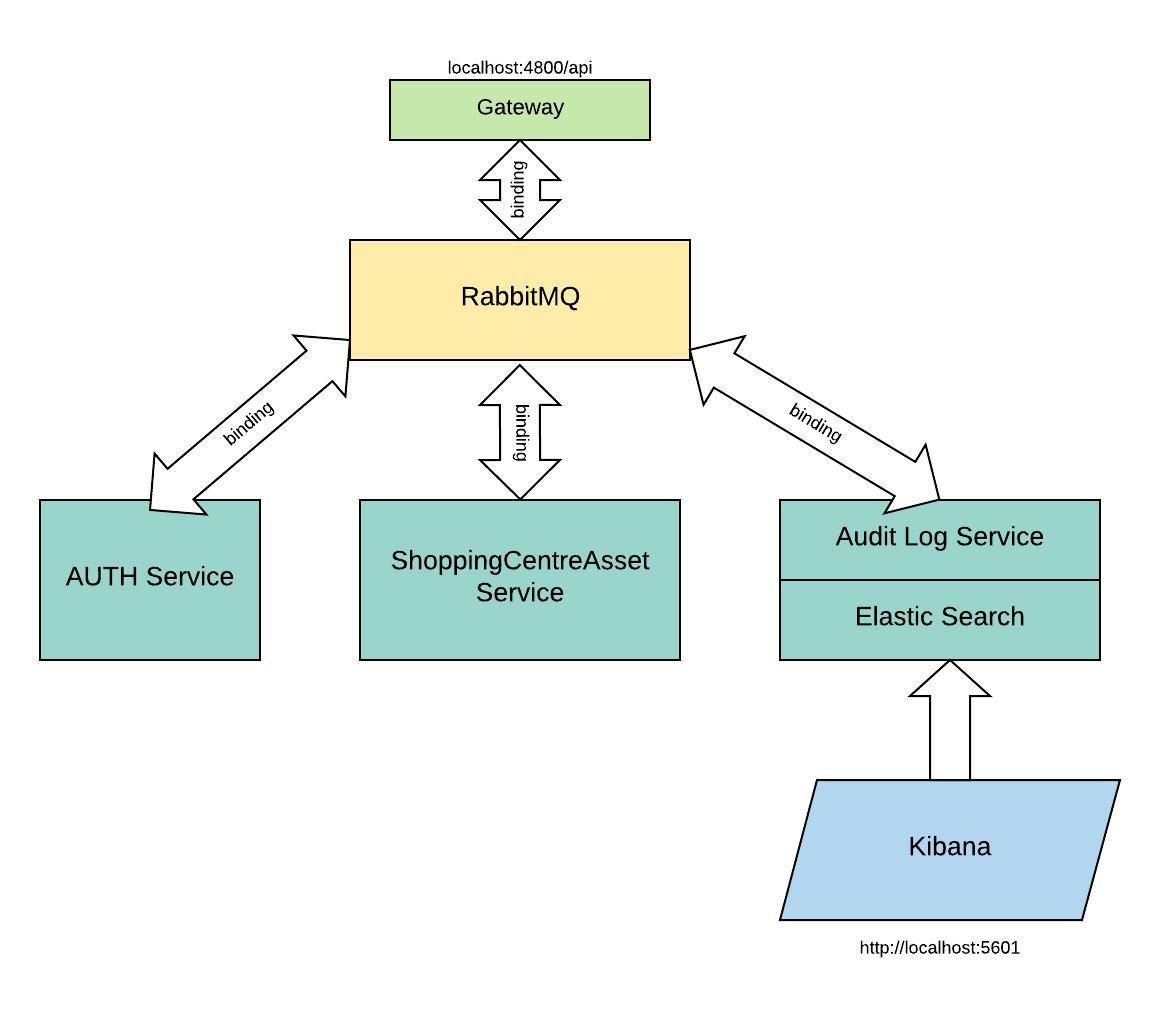 localhost:4800/api
Gateway
binding
RabbitMQ
binding
binding
binding
AUTH Service
ShoppingCentreAsset
Service
Audit Log Service
Elastic Search
Kibana
http://localhost:5601